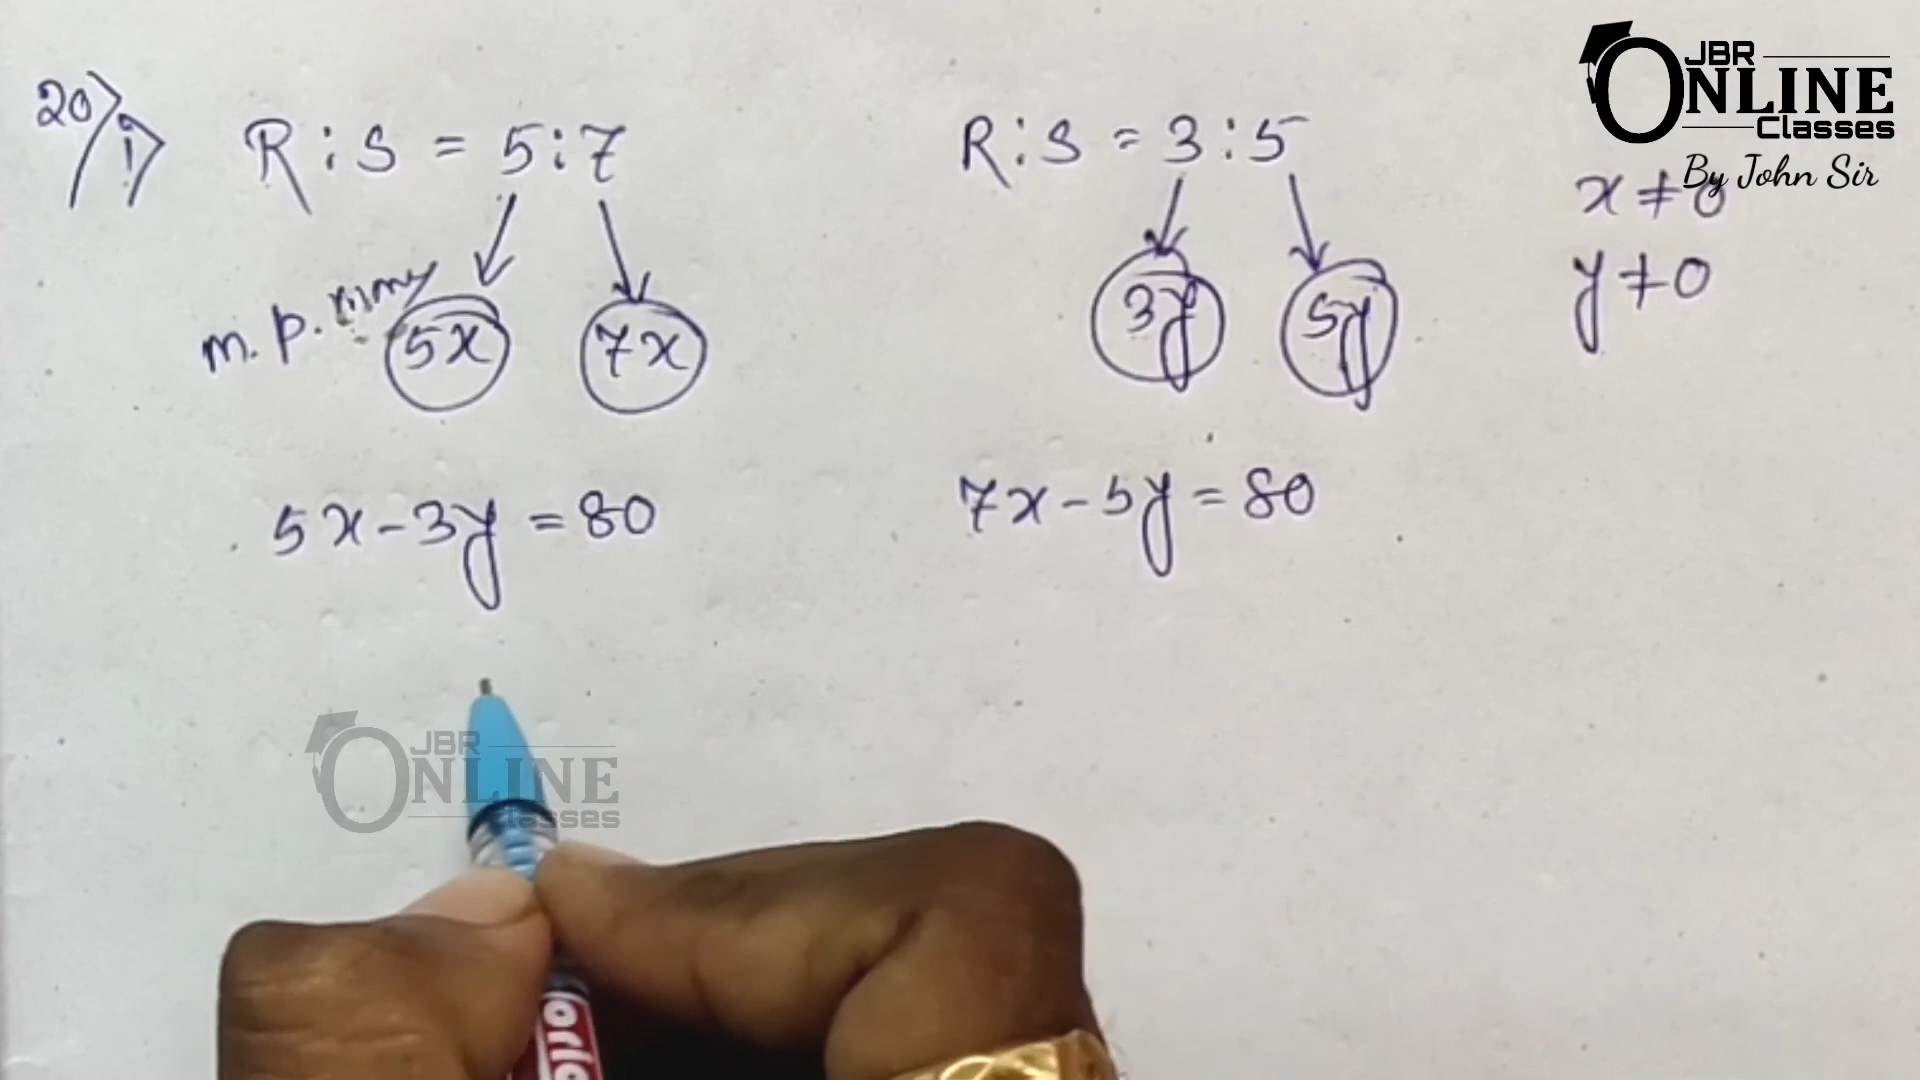 20) i) R : S = 5 : 7
m. p.
5x 7x
5x - 3y = 80
R : S = 3 : 5
3y 5y
7x - 5y = 80
x ≠ 0
y ≠ 0
JBR
ONLINE
Classes
By John Sir
JBR
ONLINE
Classes
orld